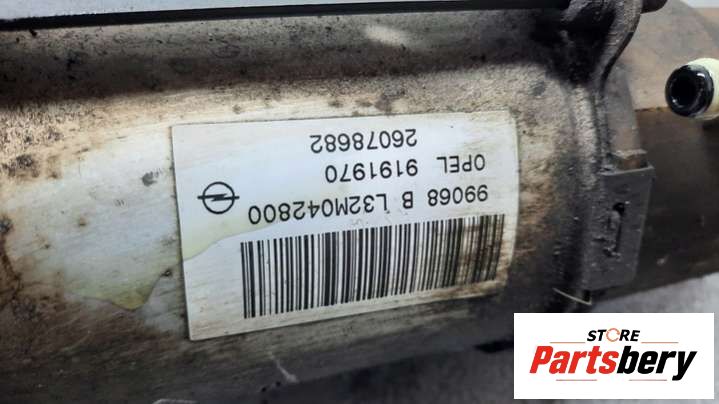 99068 B L32M042800
OPEL 9191970
26078682
STORE
Partsbery